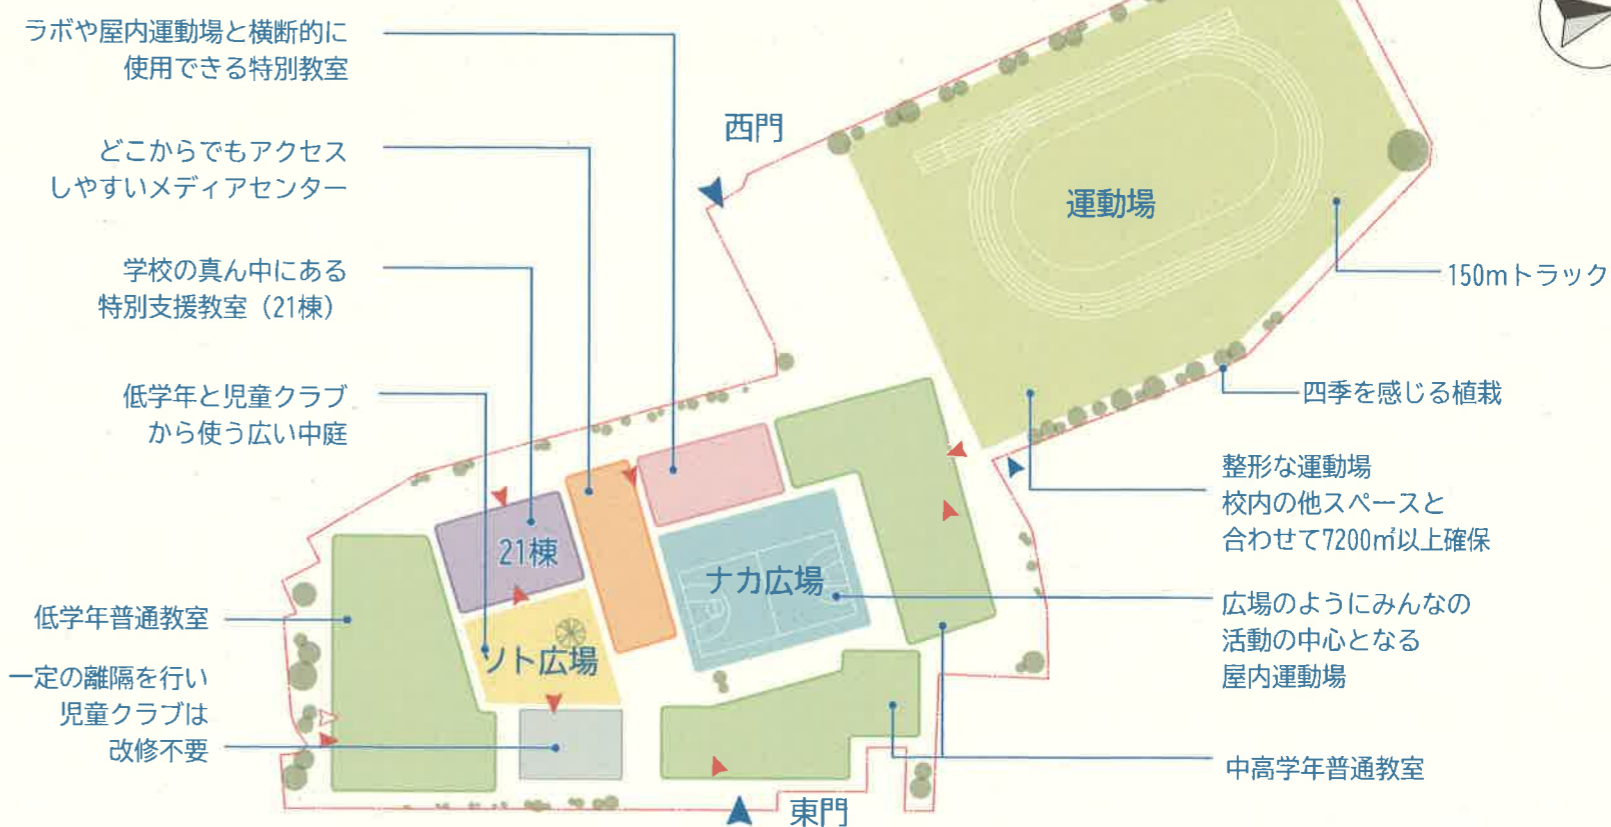 ラボや屋内運動場と横断的に
使用できる特別教室
どこからでもアクセス
しやすいメディアセンター
学校の真ん中にある
特別支援教室（21棟）
低学年と児童クラブ
から使う広い中庭
低学年普通教室
一定の離隔を行い
児童クラブは
改修不要
西門
運動場
21棟
ナカ広場
ソト広場
東門
150mトラック
四季を感じる植栽
整形な運動場
校内の他スペースと
合わせて7200㎡以上確保
広場のようにみんなの
活動の中心となる
屋内運動場
中高学年普通教室